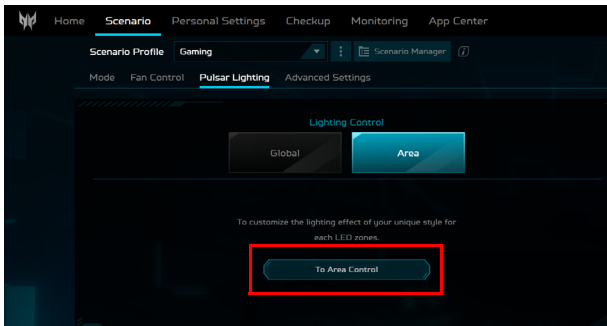 Home Scenario Personal Settings Checkup Monitoring App Center
Scenario Profile Gaming Scenario Manager i
Mode Fan Control Pulsar Lighting Advanced Settings
Lighting Control
Global Area
To customize the lighting effect of your unique style for
each LED zones.
To Area Control